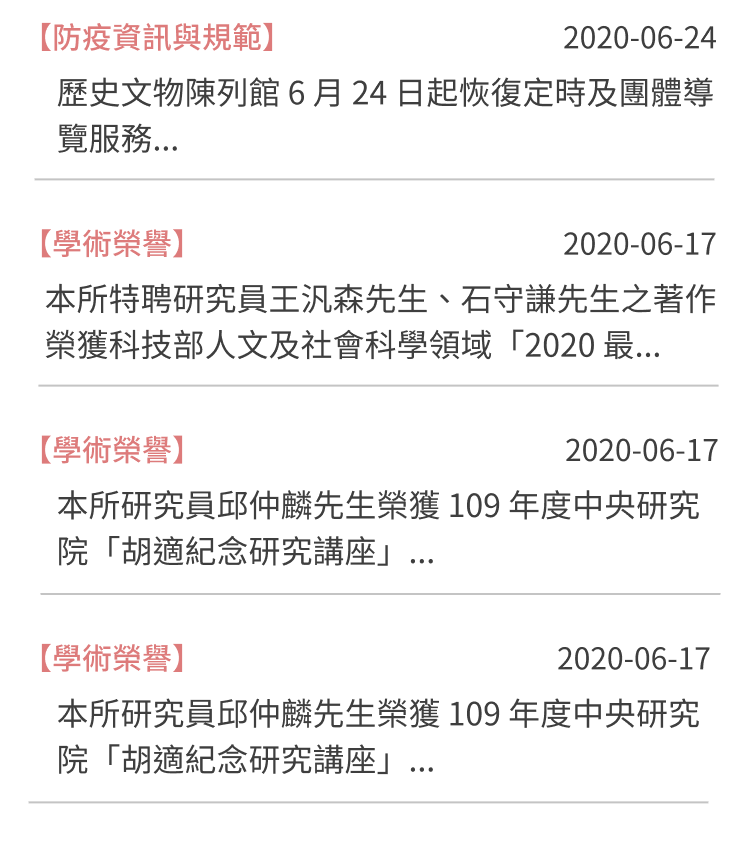 【防疫資訊與規範】 2020-06-24
歷史文物陳列館 6 月 24 日起恢復定時及團體導
覽服務...
【學術榮譽】 2020-06-17
本所特聘研究員王汎森先生、石守謙先生之著作
榮獲科技部人文及社會科學領域「2020 最...
【學術榮譽】 2020-06-17
本所研究員邱仲麟先生榮獲 109 年度中央研究
院「胡適紀念研究講座」...
【學術榮譽】 2020-06-17
本所研究員邱仲麟先生榮獲 109 年度中央研究
院「胡適紀念研究講座」...